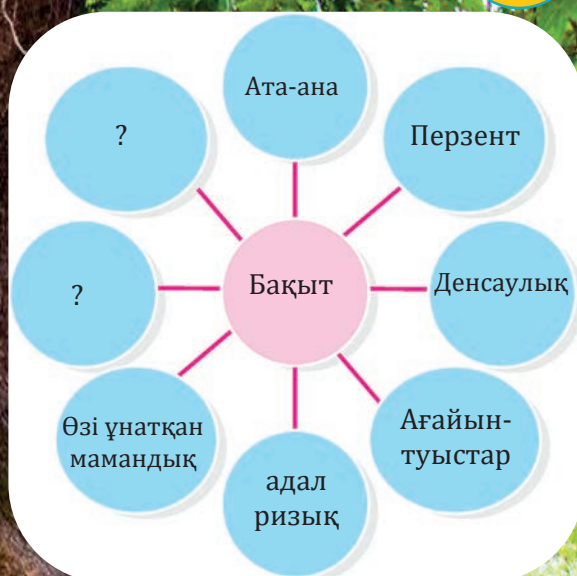 Ата-ана
Перзент
Денсаулық
Ағайын-
туыстар
адал
ризық
Өзі ұнатқан
мамандық
?
?
Бақыт